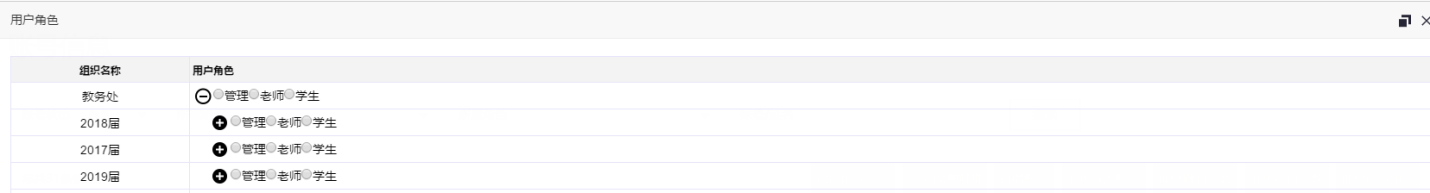 用户角色
组织名称 用户角色
教务处 管理 老师 学生
2018届 管理 老师 学生
2017届 管理 老师 学生
2019届 管理 老师 学生